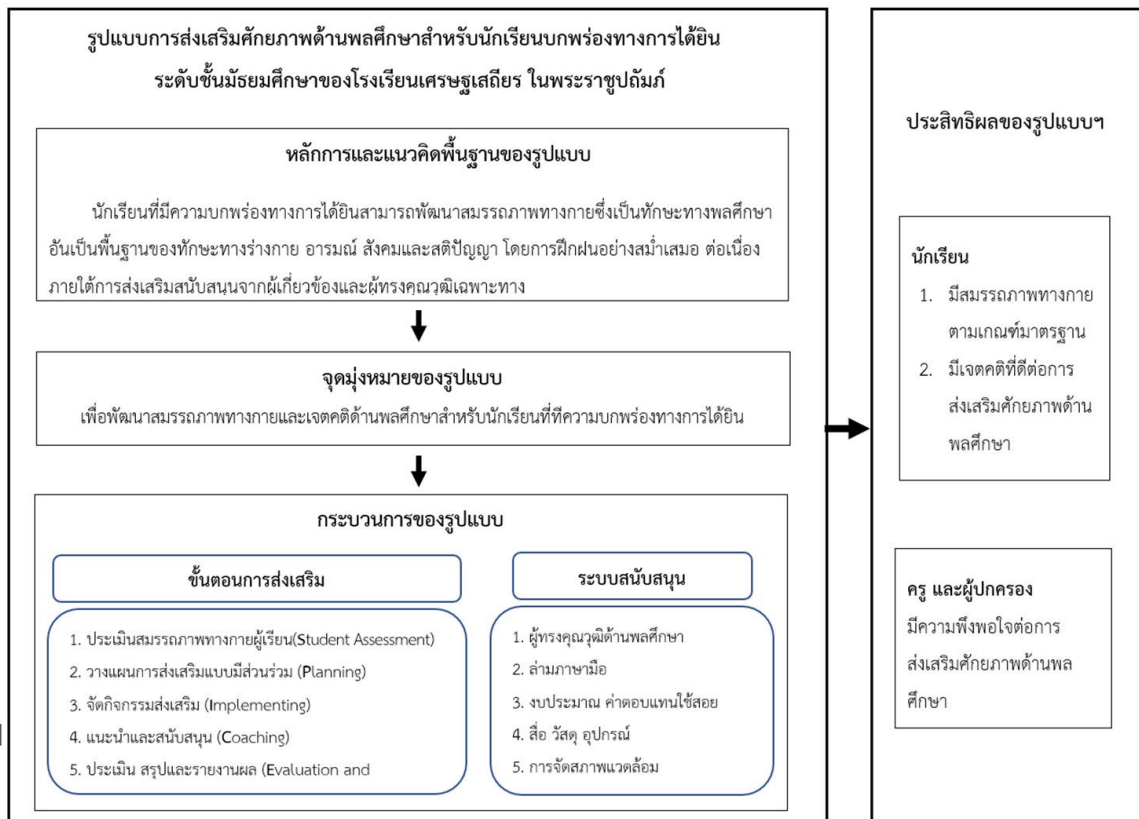 รูปแบบการส่งเสริมศักยภาพด้านพลศึกษาสำหรับนักเรียนบกพร่องทางการได้ยิน
ระดับชั้นมัธยมศึกษาของโรงเรียนเศรษฐเสถียร ในพระราชูปถัมภ์
หลักการและแนวคิดพื้นฐานของรูปแบบ
นักเรียนที่มีความบกพร่องทางการได้ยินสามารถพัฒนาสมรรถภาพทางกายซึ่งเป็นทักษะทางพลศึกษา
อันเป็นพื้นฐานของทักษะทางร่างกาย อารมณ์ สังคมและสติปัญญา โดยการฝึกฝนอย่างสม่ำเสมอ ต่อเนื่อง
ภายใต้การส่งเสริมสนับสนุนจากผู้เกี่ยวข้องและผู้ทรงคุณวุฒิเฉพาะทาง
จุดมุ่งหมายของรูปแบบ
เพื่อพัฒนาสมรรถภาพทางกายและเจตคติด้านพลศึกษาสำหรับนักเรียนที่ทีความบกพร่องทางการได้ยิน
กระบวนการของรูปแบบ
ขั้นตอนการส่งเสริม
1. ประเมินสมรรถภาพทางกายผู้เรียน(Student Assessment)
2. วางแผนการส่งเสริมแบบมีส่วนร่วม (Planning)
3. จัดกิจกรรมส่งเสริม (Implementing)
4. แนะนำและสนับสนุน (Coaching)
5. ประเมิน สรุปและรายงานผล (Evaluation and
ระบบสนับสนุน
1. ผู้ทรงคุณวุฒิด้านพลศึกษา
2. ล่ามภาษามือ
3. งบประมาณ ค่าตอบแทนใช้สอย
4. สื่อ วัสดุ อุปกรณ์
5. การจัดสภาพแวดล้อม
ประสิทธิผลของรูปแบบฯ
นักเรียน
1. มีสมรรถภาพทางกาย
ตามเกณฑ์มาตรฐาน
2. มีเจตคติที่ดีต่อการ
ส่งเสริมศักยภาพด้าน
พลศึกษา
ครู และผู้ปกครอง
มีความพึงพอใจต่อการ
ส่งเสริมศักยภาพด้านพล
ศึกษา